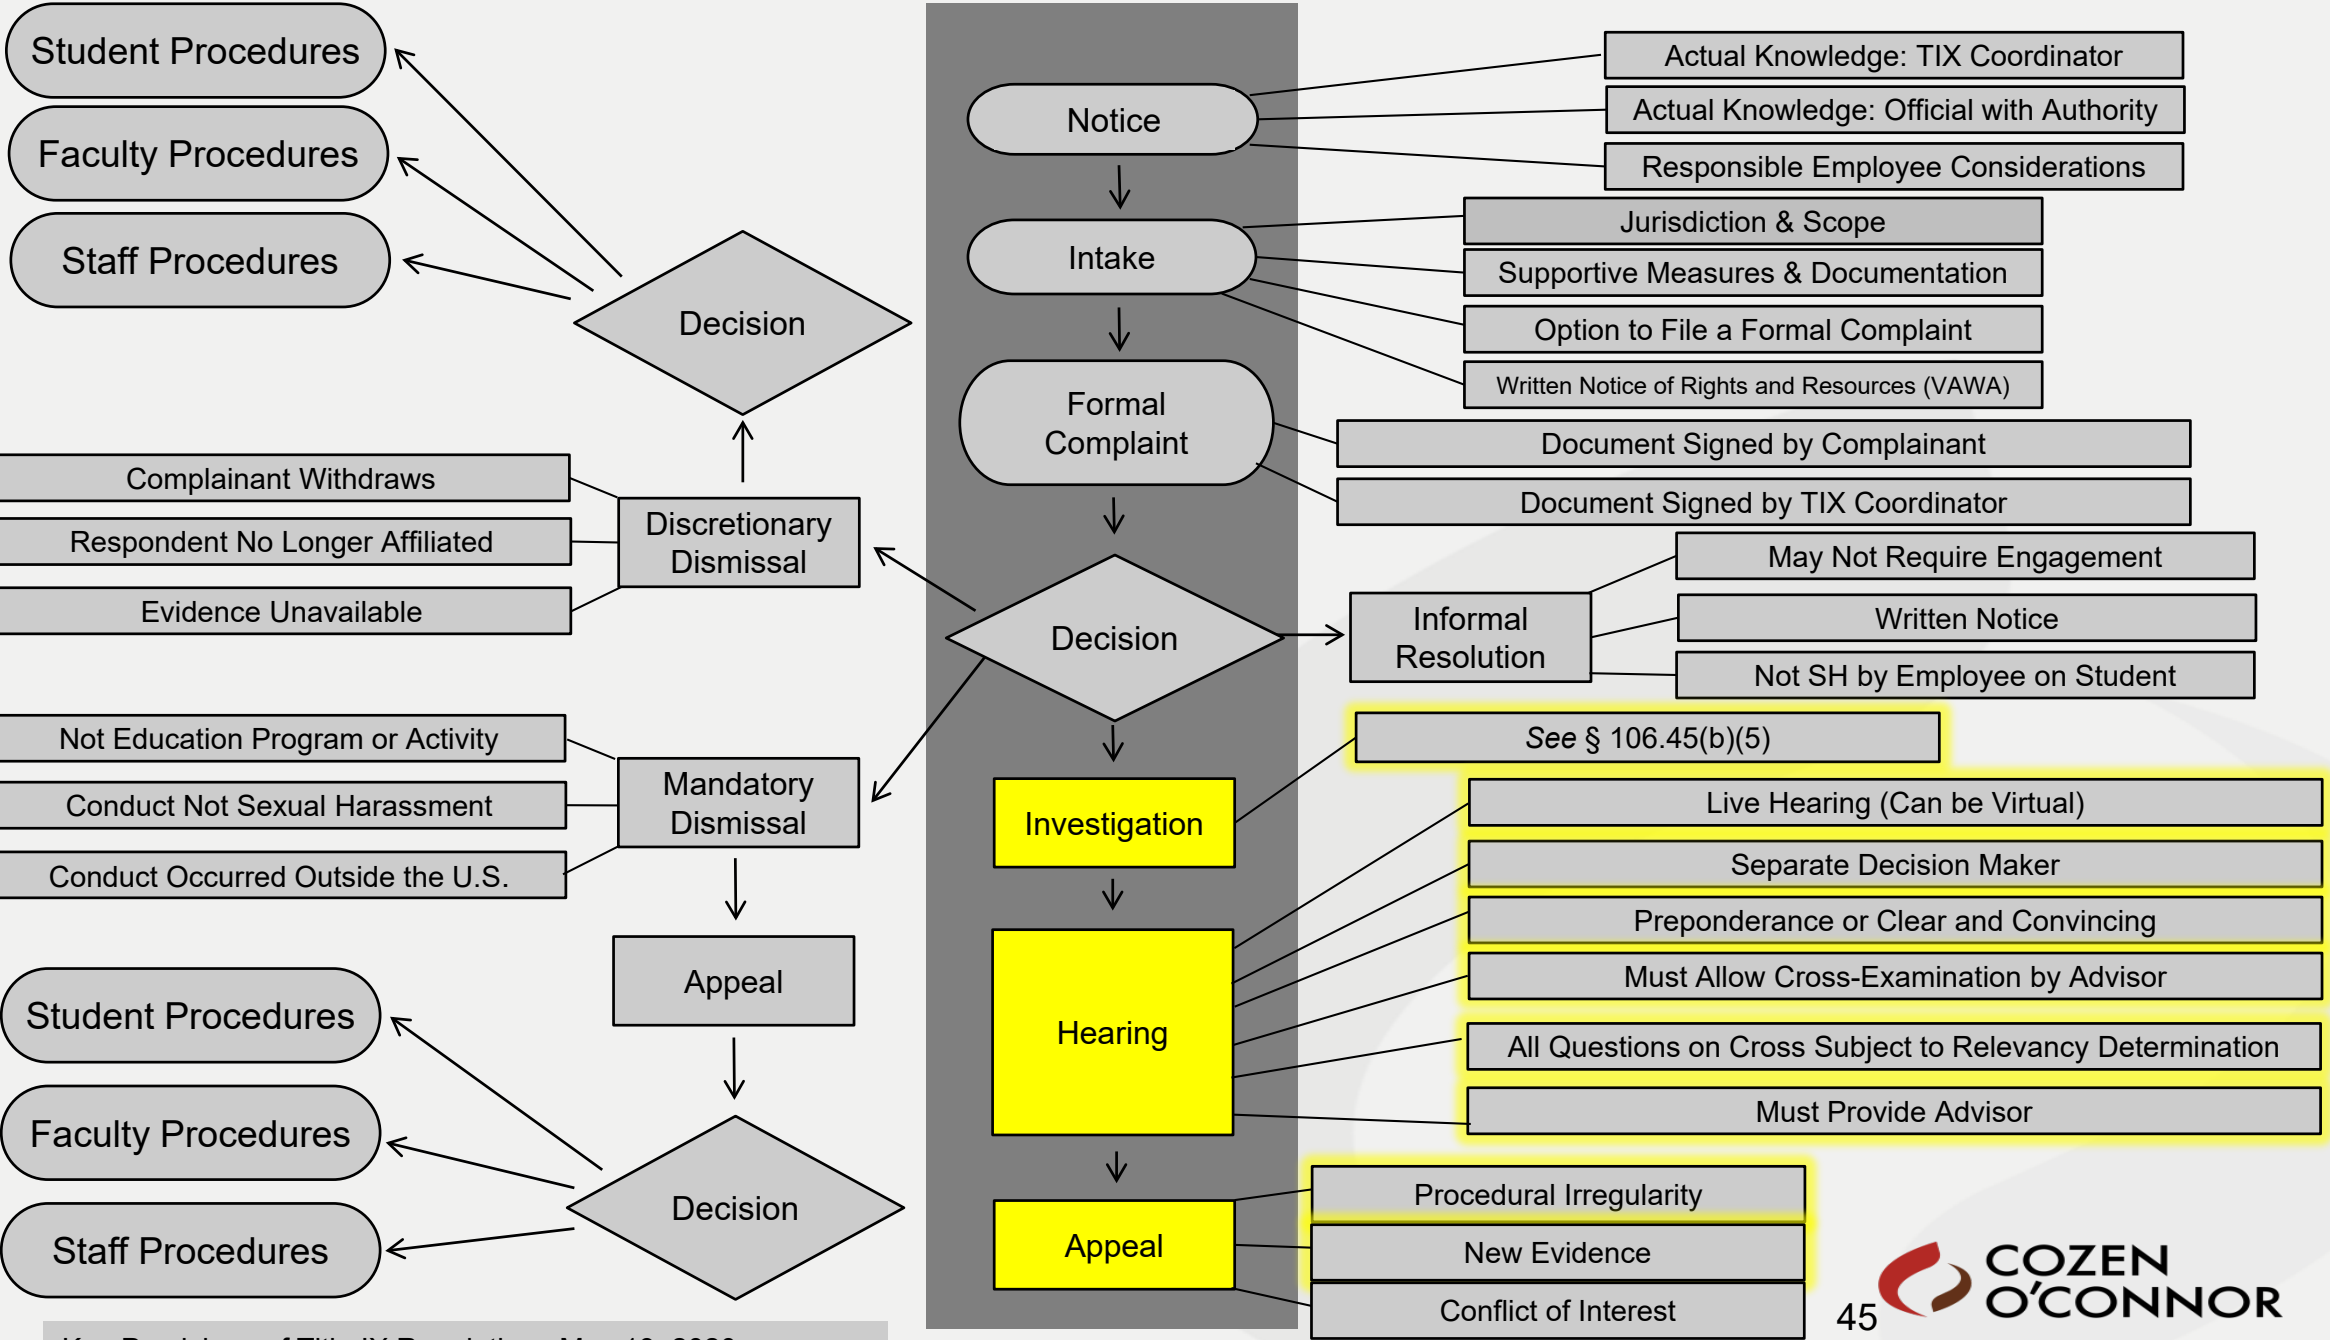 Student Procedures
Faculty Procedures
Staff Procedures
Decision
Complainant Withdraws
Respondent No Longer Affiliated
Evidence Unavailable
Discretionary
Dismissal
Not Education Program or Activity
Conduct Not Sexual Harassment
Conduct Occurred Outside the U.S.
Mandatory
Dismissal
Appeal
Student Procedures
Faculty Procedures
Staff Procedures
Decision
Notice
Intake
Formal
Complaint
Decision
Investigation
Hearing
Appeal
Actual Knowledge: TIX Coordinator
Actual Knowledge: Official with Authority
Responsible Employee Considerations
Jurisdiction & Scope
Supportive Measures & Documentation
Option to File a Formal Complaint
Written Notice of Rights and Resources (VAWA)
Document Signed by Complainant
Document Signed by TIX Coordinator
Informal
Resolution
May Not Require Engagement
Written Notice
Not SH by Employee on Student
See § 106.45(b)(5)
Live Hearing (Can be Virtual)
Separate Decision Maker
Preponderance or Clear and Convincing
Must Allow Cross-Examination by Advisor
All Questions on Cross Subject to Relevancy Determination
Must Provide Advisor
Procedural Irregularity
New Evidence
Conflict of Interest
45
COZEN
O'CONNOR